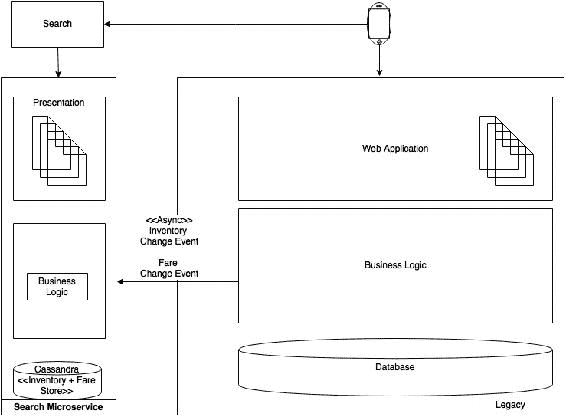 Search
Presentation
Web Application
<<Async>>
Inventory
Change Event
Fare
Change Event
Business
Logic
Business Logic
Cassandra
<<Inventory + Fare
Store>>
Database
Search Microservice
Legacy